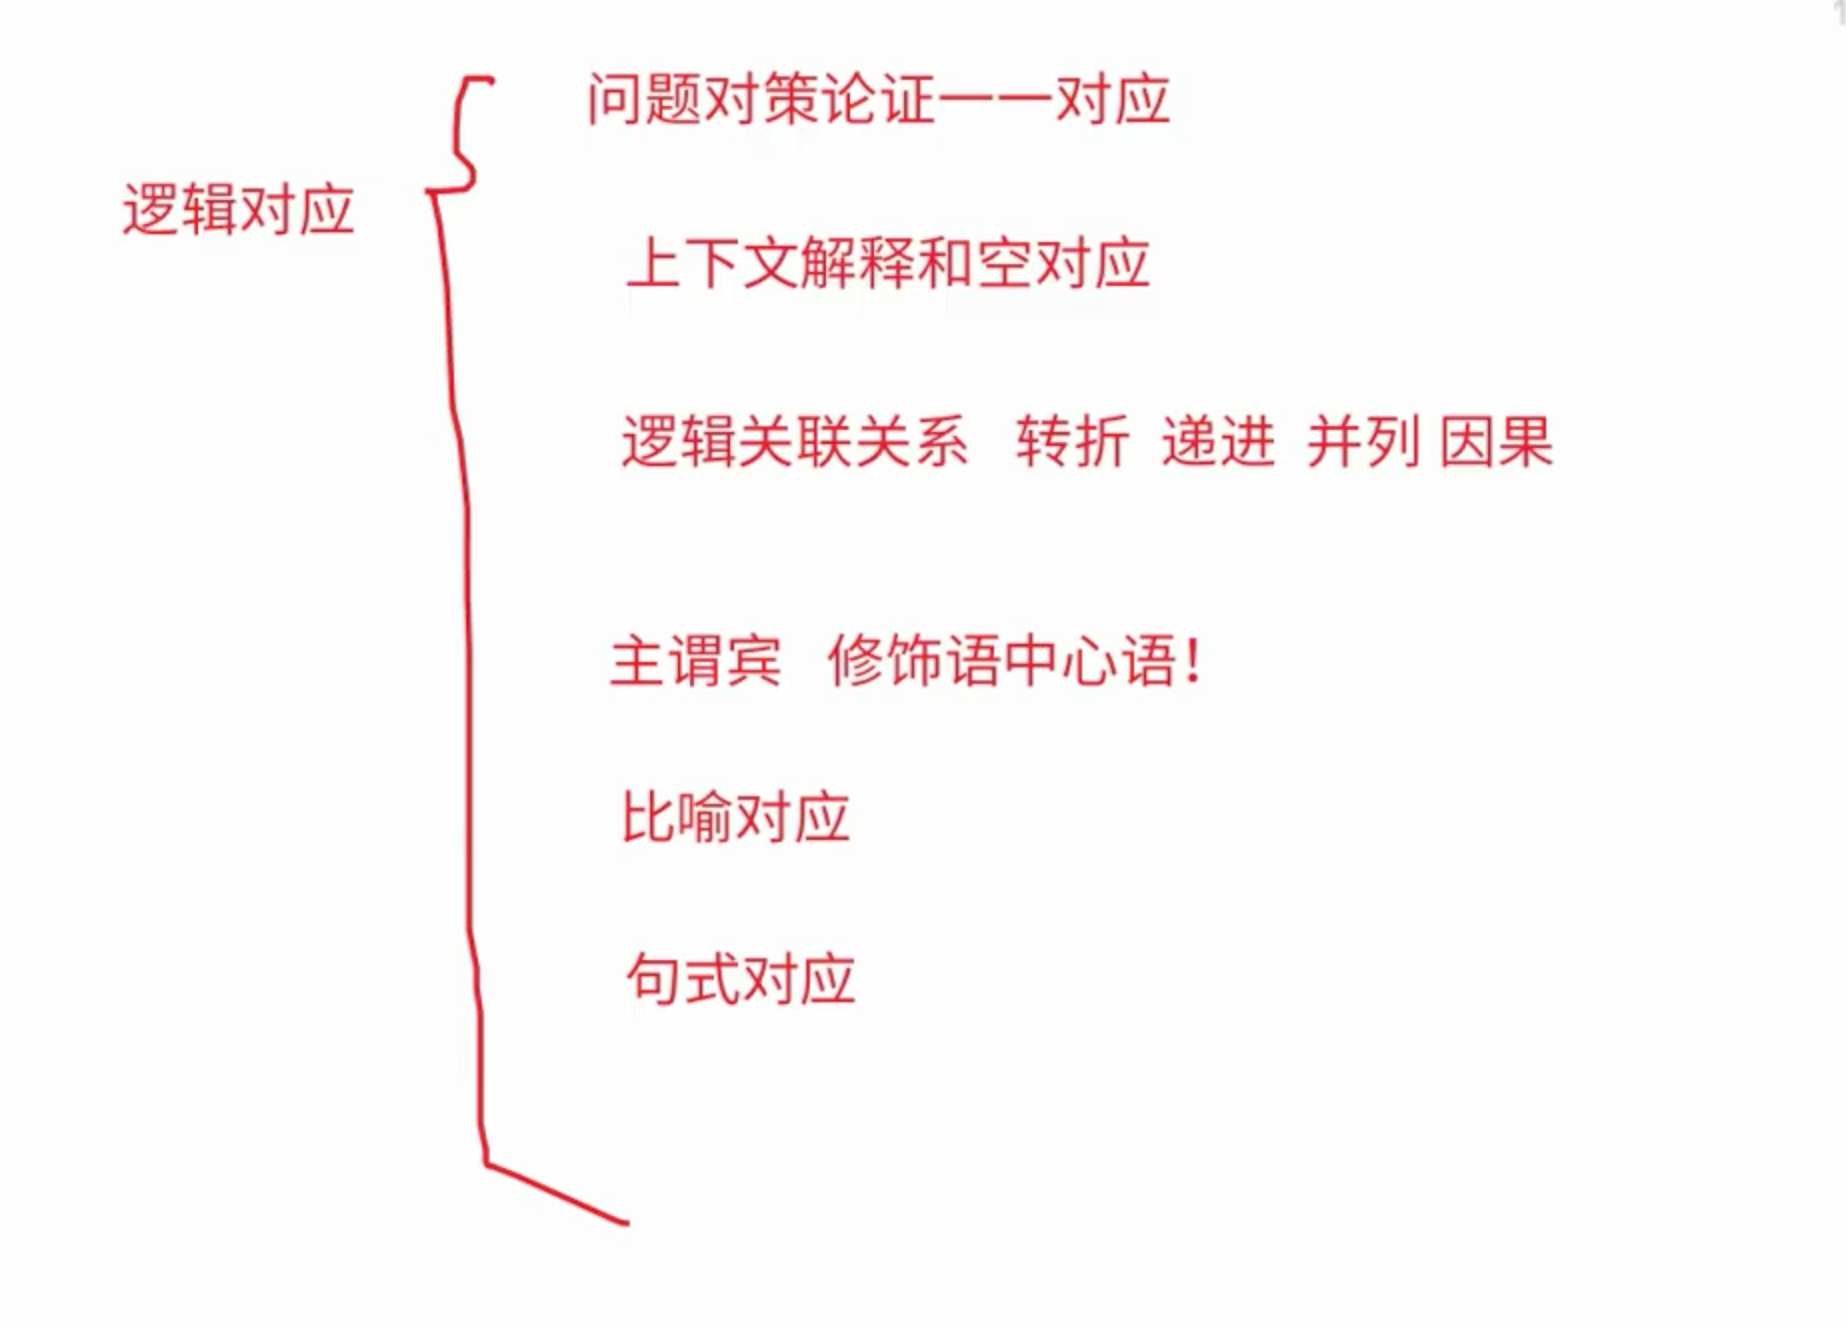 问题对策论证一一对应
逻辑对应
上下文解释和空对应
逻辑关联关系 转折 递进 并列 因果
主谓宾 修饰语中心语！
比喻对应
句式对应